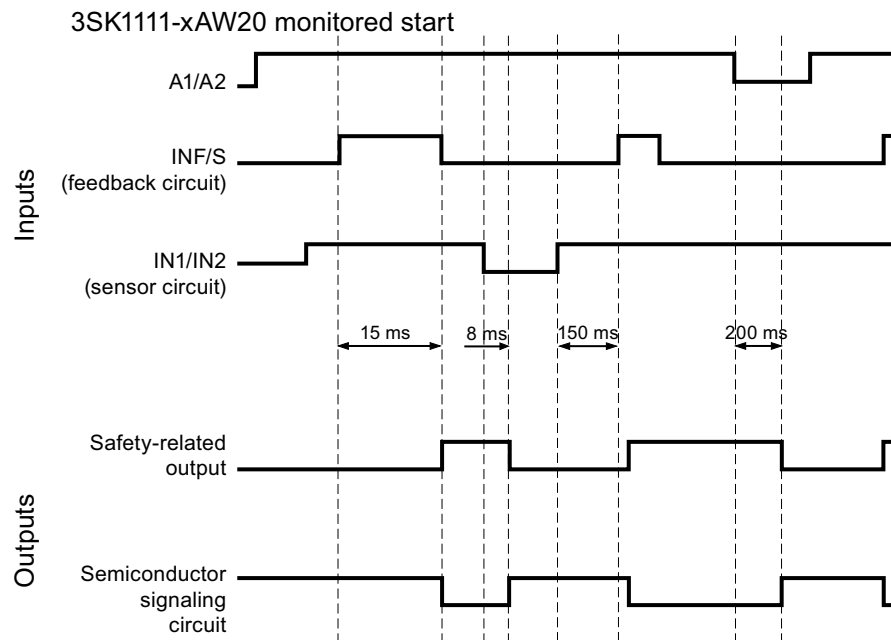 3SK1111-xAW20 monitored start
Inputs
A1/A2
INF/S
(feedback circuit)
IN1/IN2
(sensor circuit)
15 ms
8 ms
150 ms
200 ms
Outputs
Safety-related
output
Semiconductor
signaling
circuit